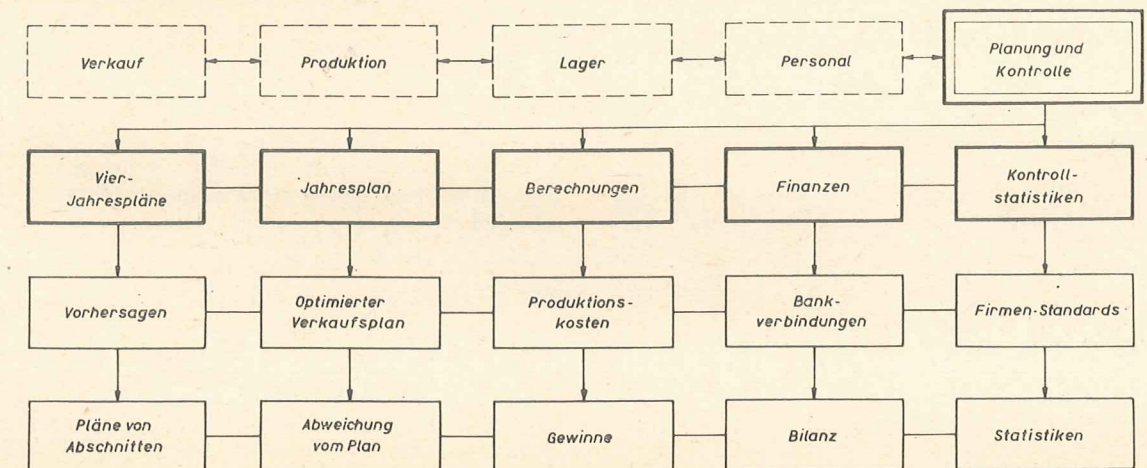 Verkauf
Produktion
Lager
Personal
Planung und
Kontrolle
Vier-
Jahrespläne
Jahresplan
Berechnungen
Finanzen
Kontroll-
statistiken
Vorhersagen
Optimierter
Verkaufsplan
Produktions-
kosten
Bank-
verbindungen
Firmen-Standards
Pläne von
Abschnitten
Abweichung
vom Plan
Gewinne
Bilanz
Statistiken